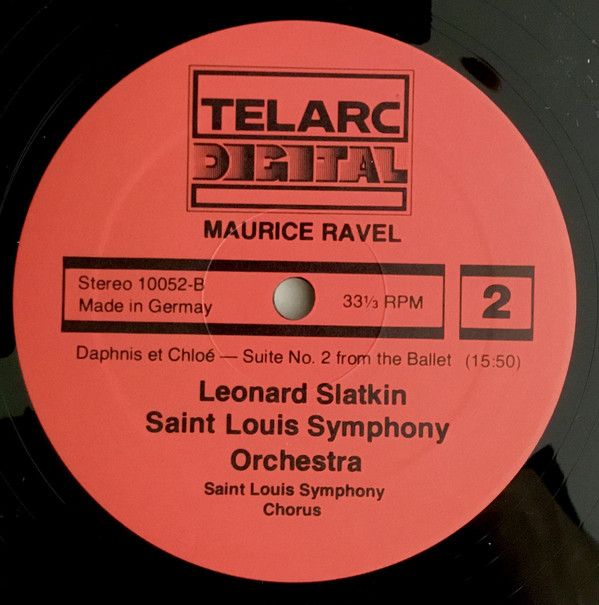 TELARC
DIGITAL
MAURICE RAVEL
Stereo 10052-B
Made in Germay
33⅓ RPM
2
Daphnis et Chloé — Suite No. 2 from the Ballet (15:50)
Leonard Slatkin
Saint Louis Symphony
Orchestra
Saint Louis Symphony
Chorus